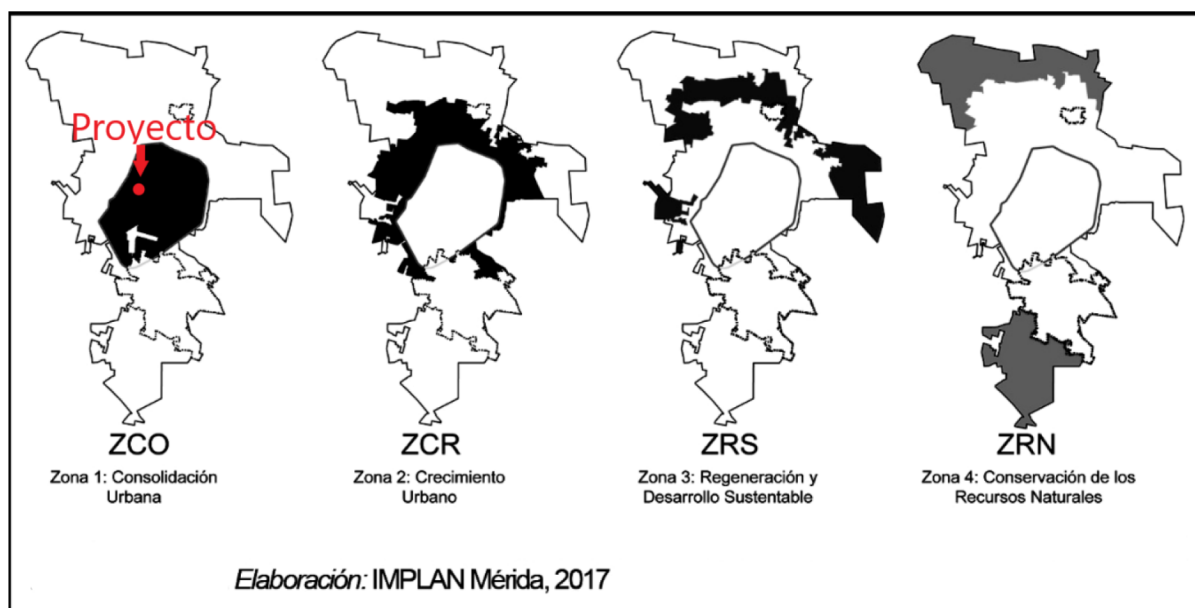 Proyecto
ZCO
Zona 1: Consolidación
Urbana
ZCR
Zona 2: Crecimiento
Urbano
ZRS
Zona 3: Regeneración y
Desarrollo Sustentable
ZRN
Zona 4: Conservación de los
Recursos Naturales
Elaboración: IMPLAN Mérida, 2017